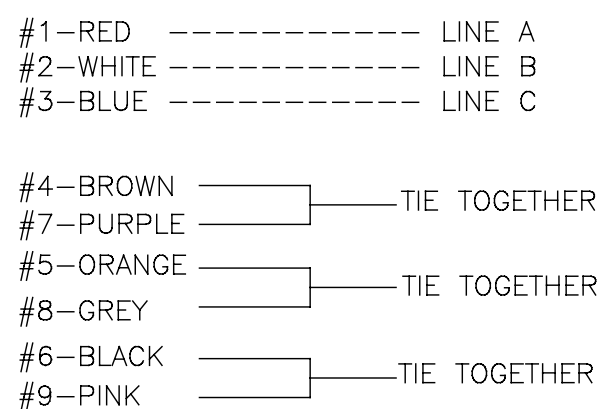 #1-RED ----------- LINE A
#2-WHITE ----------- LINE B
#3-BLUE ----------- LINE C
#4-BROWN
TIE TOGETHER
#7-PURPLE
#5-ORANGE
TIE TOGETHER
#8-GREY
#6-BLACK
TIE TOGETHER
#9-PINK